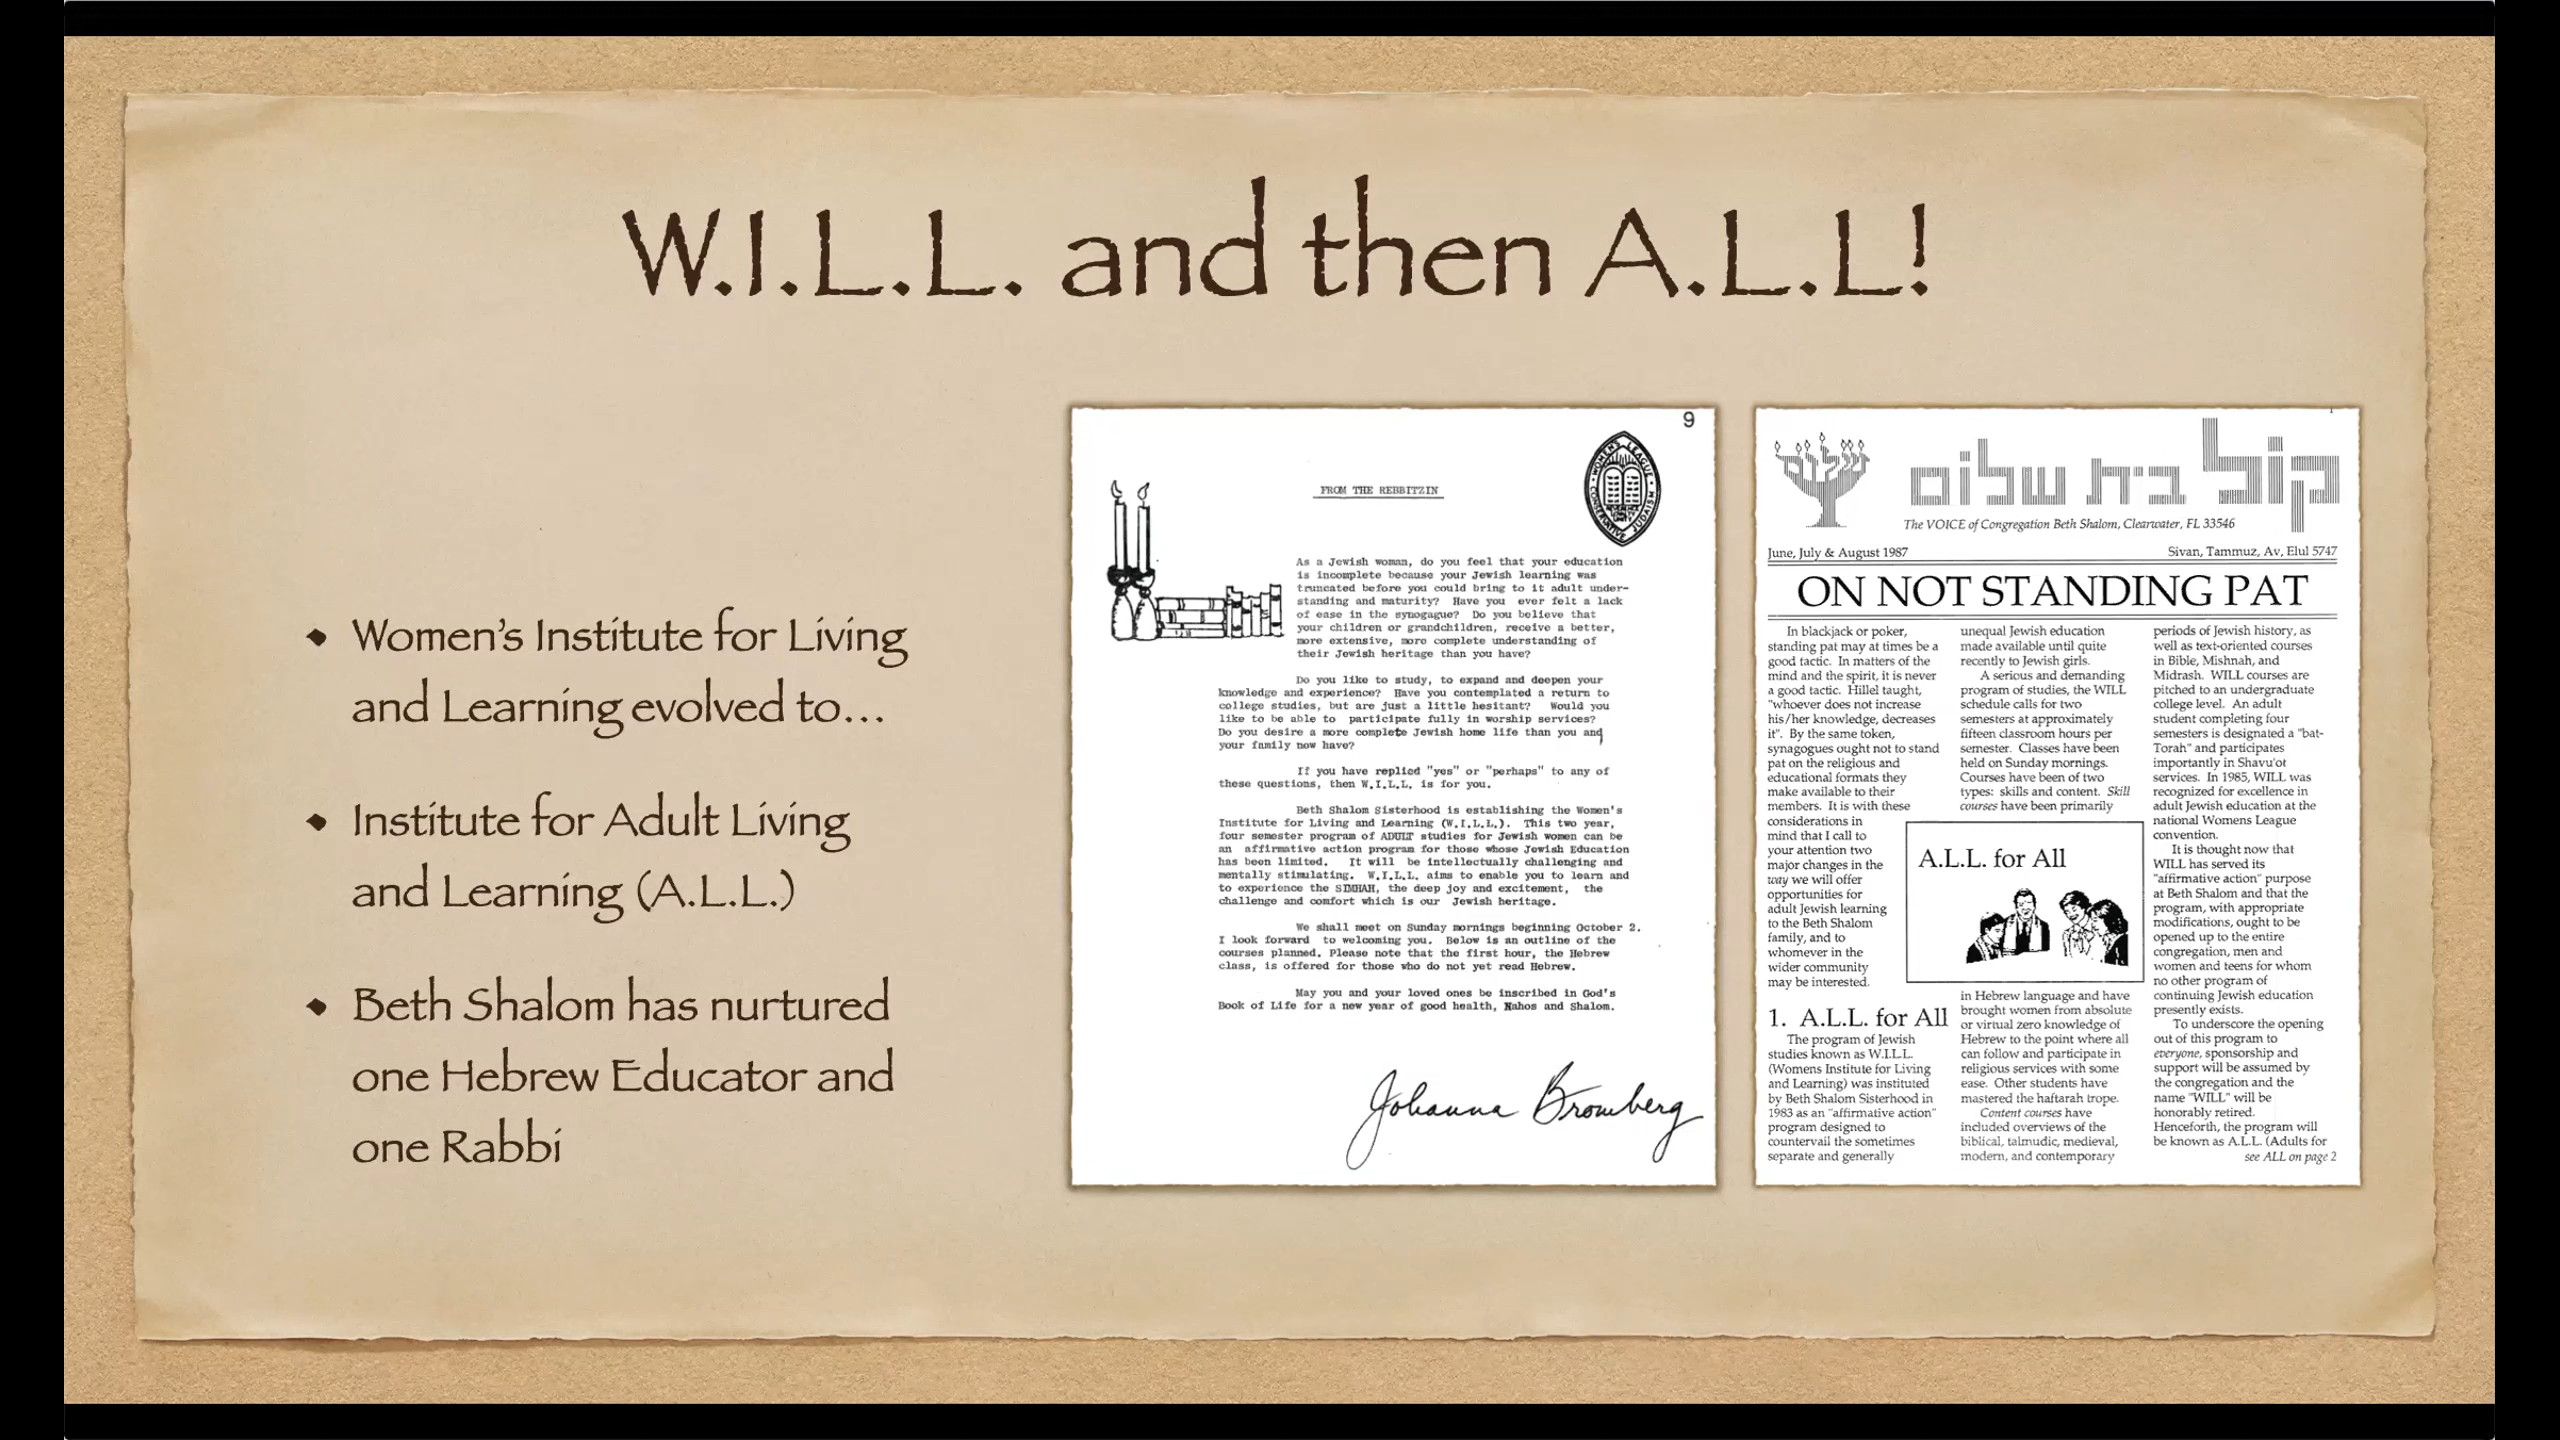 W.I.L.L. and then A.L.L!
• Women's Institute for Living
and Learning evolved to...
• Institute for Adult Living
and Learning (A.L.L.)
• Beth Shalom has nurtured
one Hebrew Educator and
one Rabbi
9
FROM THE REBBITZIN
WOMEN'S LEAGUE
CONSERVATIVE JUDAISM
As a Jewish woman, do you feel that your education
is incomplete because your Jewish learning was
truncated before you could bring to it adult under-
standing and maturity? Have you ever felt a lack
of ease in the synagogue? Do you believe that
your children or grandchildren, receive a better,
more extensive, more complete understanding of
their Jewish heritage than you have?
Do you like to study, to expand and deepen your
knowledge and experience? Have you contemplated a return to
college studies, but are just a little hesitant? Would you
like to be able to participate fully in worship services?
Do you desire a more complete Jewish home life than you and
your family now have?
If you have replied "yes" or "perhaps" to any of
these questions, then W.I.L.L. is for you.
Beth Shalom Sisterhood is establishing the Women's
Institute for Living and Learning (W.I.L.L.). This two year,
four semester program of ADULT studies for Jewish women can be
an affirmative action program for those whose Jewish Education
has been limited. It will be intellectually challenging and
mentally stimulating. W.I.L.L. aims to enable you to learn and
to experience the SIMHAH, the deep joy and excitement, the
challenge and comfort which is our Jewish heritage.
We shall meet on Sunday mornings beginning October 2.
I look forward to welcoming you. Below is an outline of the
courses planned. Please note that the first hour, the Hebrew
class, is offered for those who do not yet read Hebrew.
May you and your loved ones be inscribed in God's
Book of Life for a new year of good health, Nahos and Shalom.
Johanna Bromberg
שלום
קול בית שלום
The VOICE of Congregation Beth Shalom, Clearwater, FL 33546
June, July & August 1987
Sivan, Tammuz, Av, Elul 5747
ON NOT STANDING PAT
In blackjack or poker,
standing pat may at times be a
good tactic. In matters of the
mind and the spirit, it is never
a good tactic. Hillel taught,
"whoever does not increase
his/her knowledge, decreases
it". By the same token,
synagogues ought not to stand
pat on the religious and
educational formats they
make available to their
members. It is with these
considerations in
mind that I call to
your attention two
major changes in the
way we will offer
opportunities for
adult Jewish learning
to the Beth Shalom
family, and to
whomever in the
wider community
may be interested.
1. A.L.L. for All
The program of Jewish
studies known as W.I.L.L.
(Womens Institute for Living
and Learning) was instituted
by Beth Shalom Sisterhood in
1983 as an "affirmative action"
program designed to
countervail the sometimes
separate and generally
unequal Jewish education
made available until quite
recently to Jewish girls.
A serious and demanding
program of studies, the WILL
schedule calls for two
semesters at approximately
fifteen classroom hours per
semester. Classes have been
held on Sunday mornings.
Courses have been of two
types: skills and content. Skill
courses have been primarily
A.L.L. for All
in Hebrew language and have
brought women from absolute
or virtual zero knowledge of
Hebrew to the point where all
can follow and participate in
religious services with some
ease. Other students have
mastered the haftarah trope.
Content courses have
included overviews of the
biblical, talmudic, medieval,
modern, and contemporary
periods of Jewish history, as
well as text-oriented courses
in Bible, Mishnah, and
Midrash. WILL courses are
pitched to an undergraduate
college level. An adult
student completing four
semesters is designated a "bat-
Torah" and participates
importantly in Shavu'ot
services. In 1985, WILL was
recognized for excellence in
adult Jewish education at the
national Womens League
convention.
It is thought now that
WILL has served its
"affirmative action" purpose
at Beth Shalom and that the
program, with appropriate
modifications, ought to be
opened up to the entire
congregation, men and
women and teens for whom
no other program of
continuing Jewish education
presently exists.
To underscore the opening
out of this program to
everyone, sponsorship and
support will be assumed by
the congregation and the
name "WILL" will be
honorably retired.
Henceforth, the program will
be known as A.L.L. (Adults for
see ALL on page 2